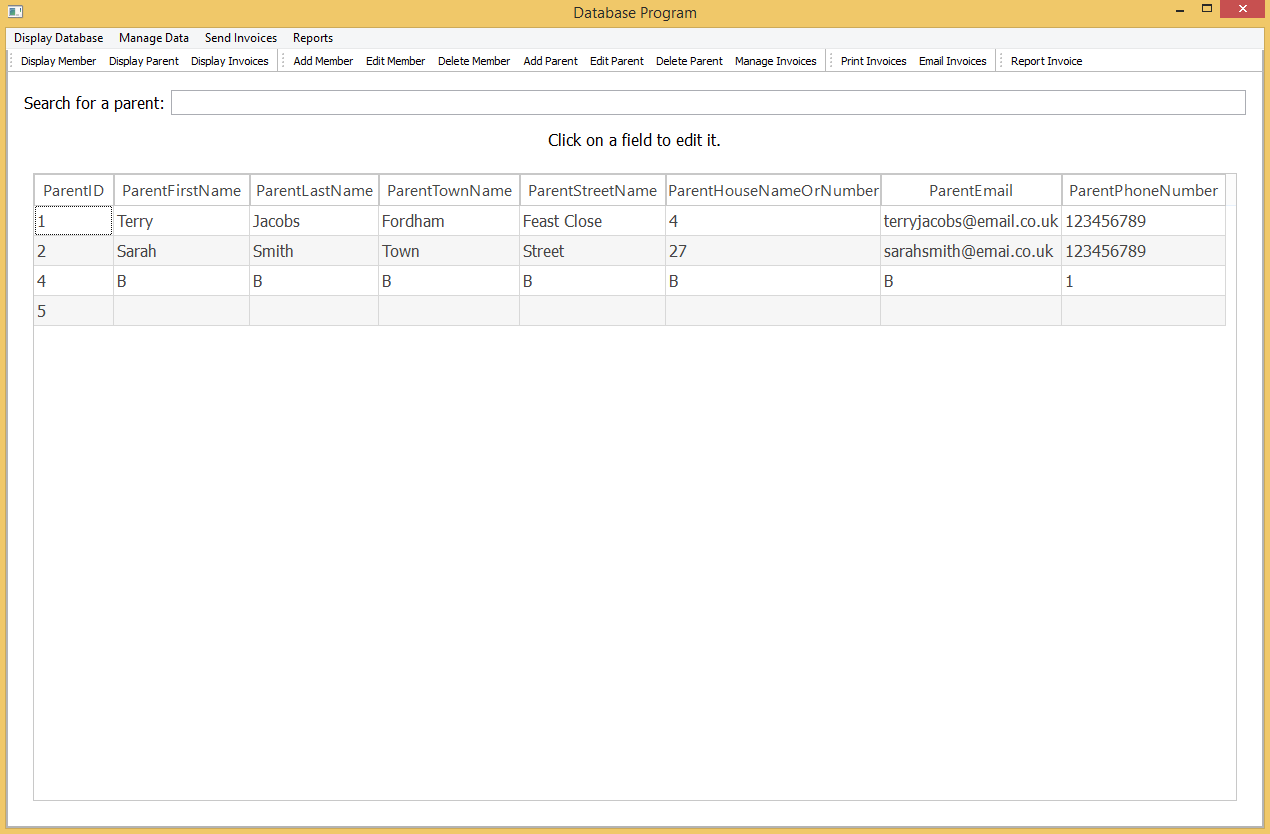 Database Program
Display Database Manage Data Send Invoices Reports
Display Member Display Parent Display Invoices Add Member Edit Member Delete Member Add Parent Edit Parent Delete Parent Manage Invoices Print Invoices Email Invoices Report Invoice
Search for a parent:
Click on a field to edit it.
ParentID ParentFirstName ParentLastName ParentTownName ParentStreetName ParentHouseNameOrNumber ParentEmail ParentPhoneNumber
1 Terry Jacobs Fordham Feast Close 4 terryjacobs@email.co.uk 123456789
2 Sarah Smith Town Street 27 sarahsmith@emai.co.uk 123456789
4 B B B B B B 1
5